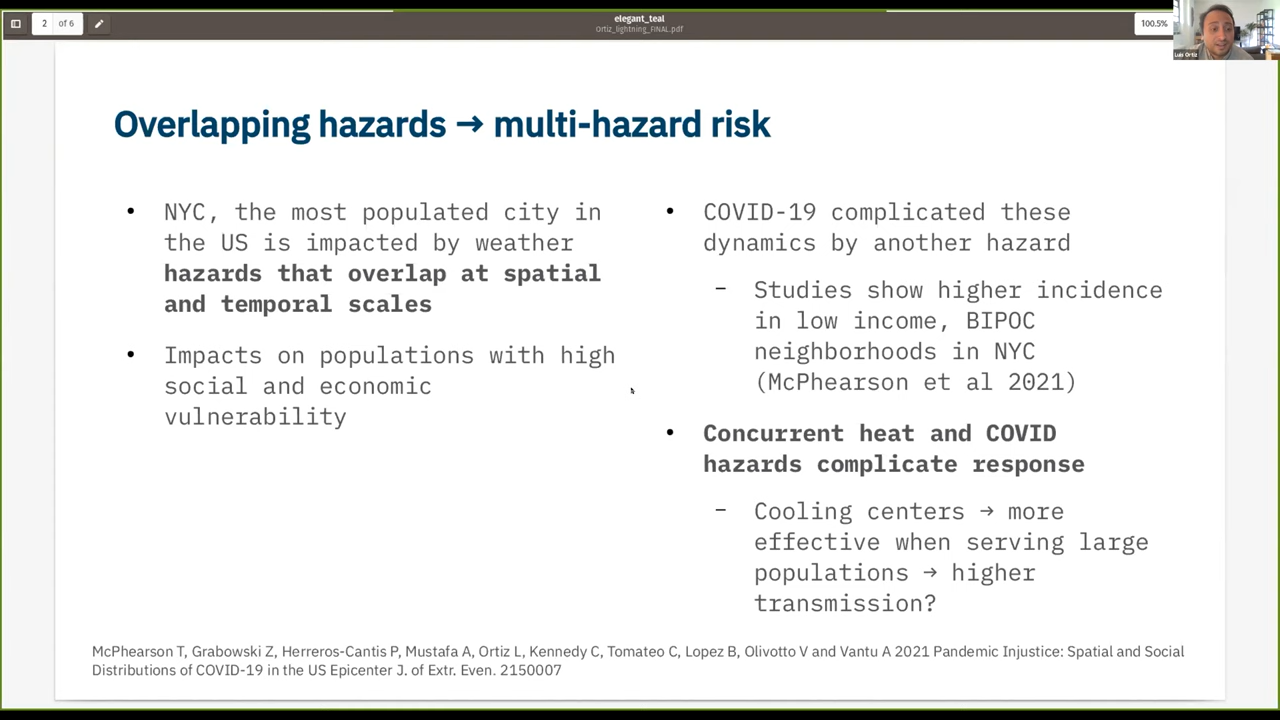 2 of 6
elegant_teal
Ortiz_lightning_FINAL.pdf
100.5%
Luis Ortiz
Overlapping hazards → multi-hazard risk
• NYC, the most populated city in
the US is impacted by weather
hazards that overlap at spatial
and temporal scales
• Impacts on populations with high
social and economic
vulnerability
• COVID-19 complicated these
dynamics by another hazard
– Studies show higher incidence
in low income, BIPOC
neighborhoods in NYC
(McPhearson et al 2021)
• Concurrent heat and COVID
hazards complicate response
– Cooling centers → more
effective when serving large
populations → higher
transmission?
McPhearson T, Grabowski Z, Herreros-Cantis P, Mustafa A, Ortiz L, Kennedy C, Tomateo C, Lopez B, Olivotto V and Vantu A 2021 Pandemic Injustice: Spatial and Social
Distributions of COVID-19 in the US Epicenter J. of Extr. Even. 2150007